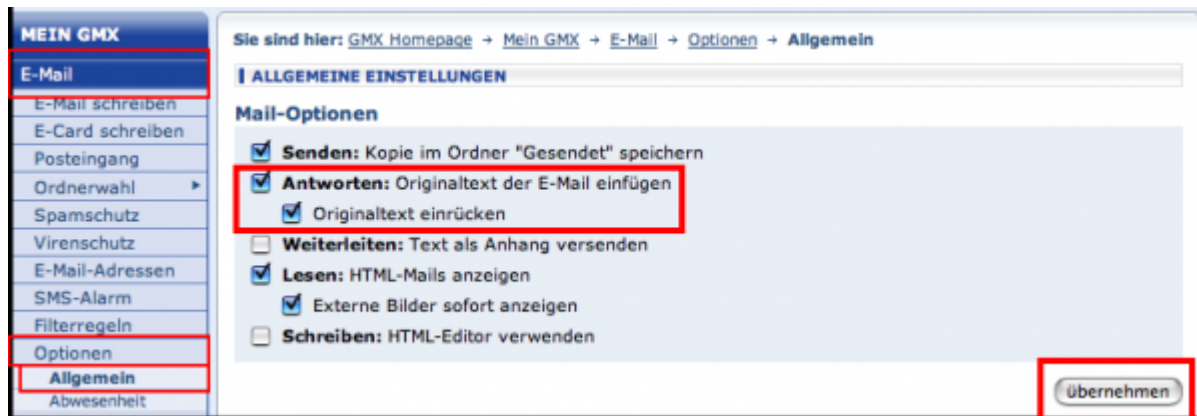 MEIN GMX
E-Mail
E-Mail schreiben
E-Card schreiben
Posteingang
Ordnerwahl
Spamschutz
Virenschutz
E-Mail-Adressen
SMS-Alarm
Filterregeln
Optionen
Allgemein
Abwesenheit
Sie sind hier: GMX Homepage → Mein GMX → E-Mail → Optionen → Allgemein
ALLGEMEINE EINSTELLUNGEN
Mail-Optionen
Senden: Kopie im Ordner "Gesendet" speichern
Antworten: Originaltext der E-Mail einfügen
Originaltext einrücken
Weiterleiten: Text als Anhang versenden
Lesen: HTML-Mails anzeigen
Externe Bilder sofort anzeigen
Schreiben: HTML-Editor verwenden
übernehmen